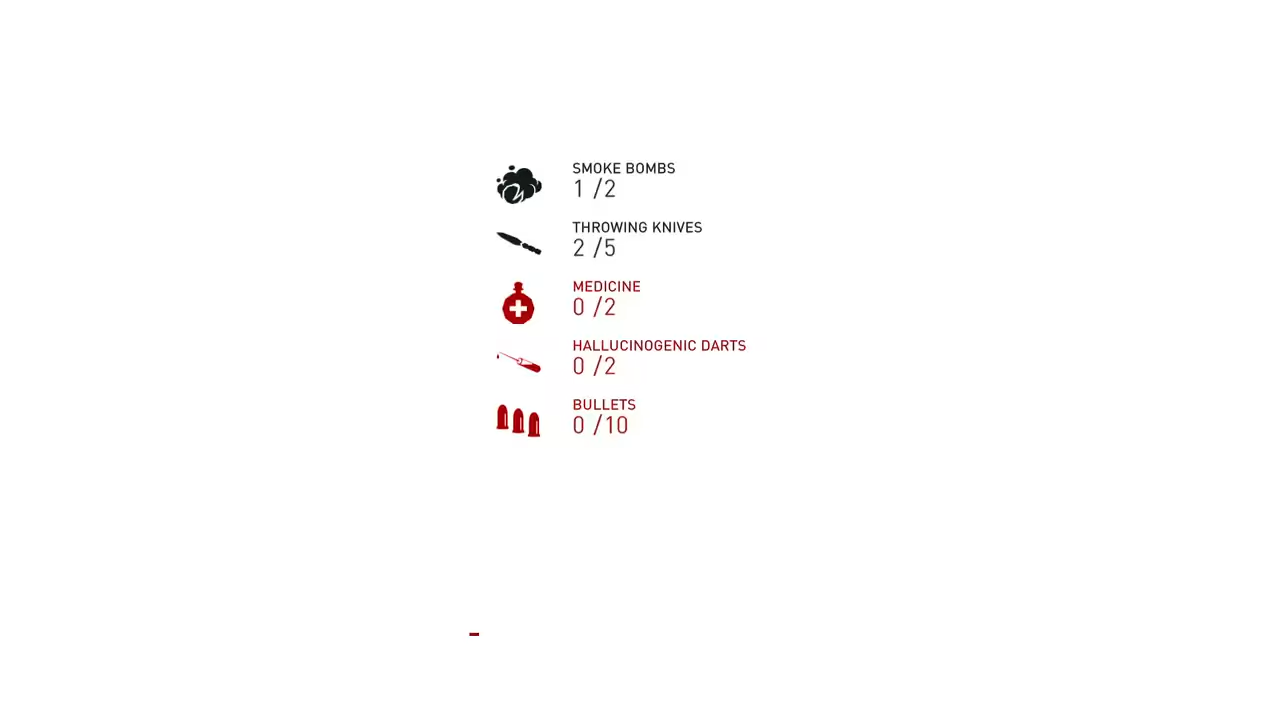 SMOKE BOMBS
1 /2
THROWING KNIVES
2 /5
MEDICINE
0 /2
HALLUCINOGENIC DARTS
0 /2
BULLETS
0 /10